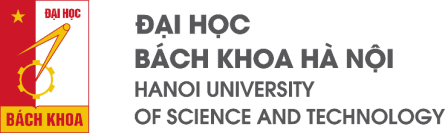 ĐẠI HỌC
BÁCH KHOA
ĐẠI HỌC
BÁCH KHOA HÀ NỘI
HANOI UNIVERSITY
OF SCIENCE AND TECHNOLOGY